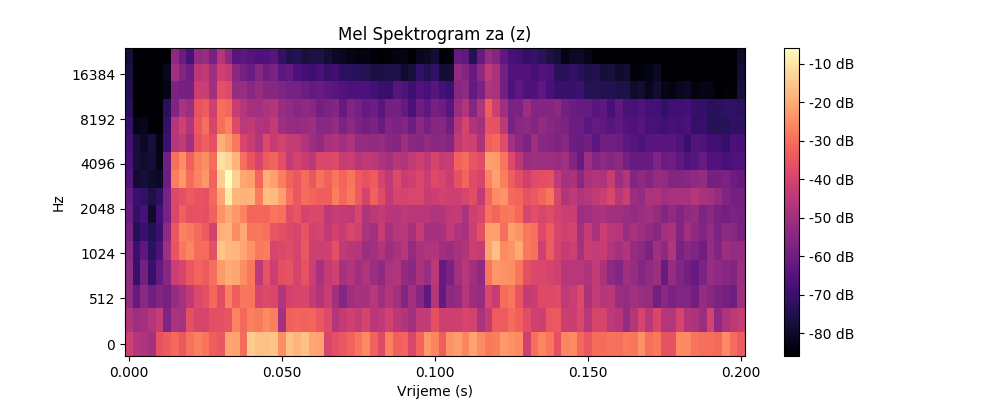 Mel Spektrogram za (z)
16384
8192
4096
2048
1024
512
0
Hz
0.000 0.050 0.100 0.150 0.200
Vrijeme (s)
-10 dB
-20 dB
-30 dB
-40 dB
-50 dB
-60 dB
-70 dB
-80 dB